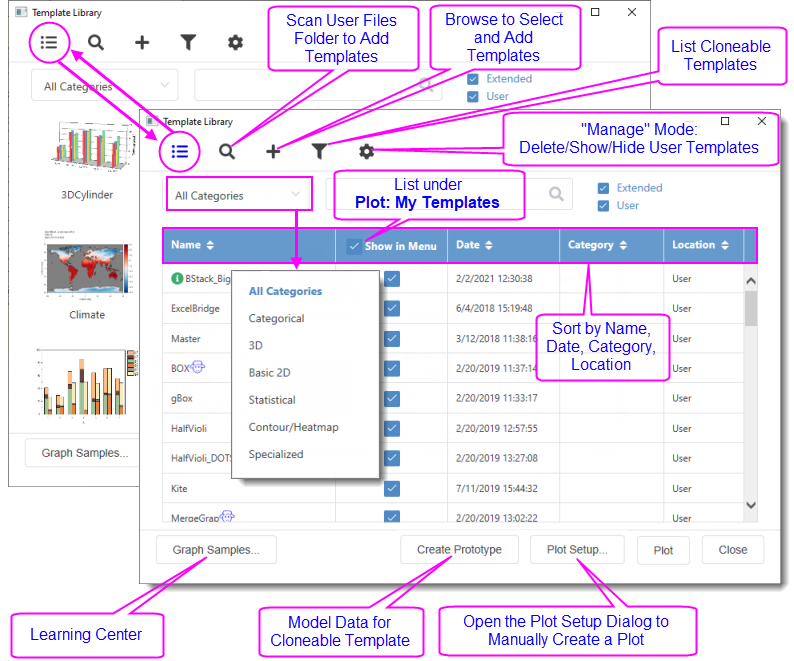 Template Library
Scan User Files
Folder to Add
Templates
Browse to Select
and Add
Templates
List Cloneable
Templates
All Categories
Extended
User
3DCylinder
Climate
Graph Samples...
Template Library
"Manage" Mode:
Delete/Show/Hide User Templates
All Categories
List under
Plot: My Templates
Extended
User
Name Show in Menu Date Category Location
BStack_Big 2/2/2021 12:30:38 User
ExcelBridge 6/4/2018 15:19:48 User
Master 3/12/2018 11:38:16 User
BOX 2/20/2019 11:37:14 User
gBox 2/20/2019 11:33:17 User
HalfVioli 2/20/2019 12:57:55 User
HalfVioli_DOTS 2/20/2019 13:27:08 User
Kite 7/11/2019 15:44:32 User
MergeGrap 2/20/2019 13:02:22 User
All Categories
Categorical
3D
Basic 2D
Statistical
Contour/Heatmap
Specialized
Sort by Name,
Date, Category,
Location
Graph Samples...
Create Prototype
Plot Setup...
Plot
Close
Learning Center
Model Data for
Cloneable Template
Open the Plot Setup Dialog to
Manually Create a Plot